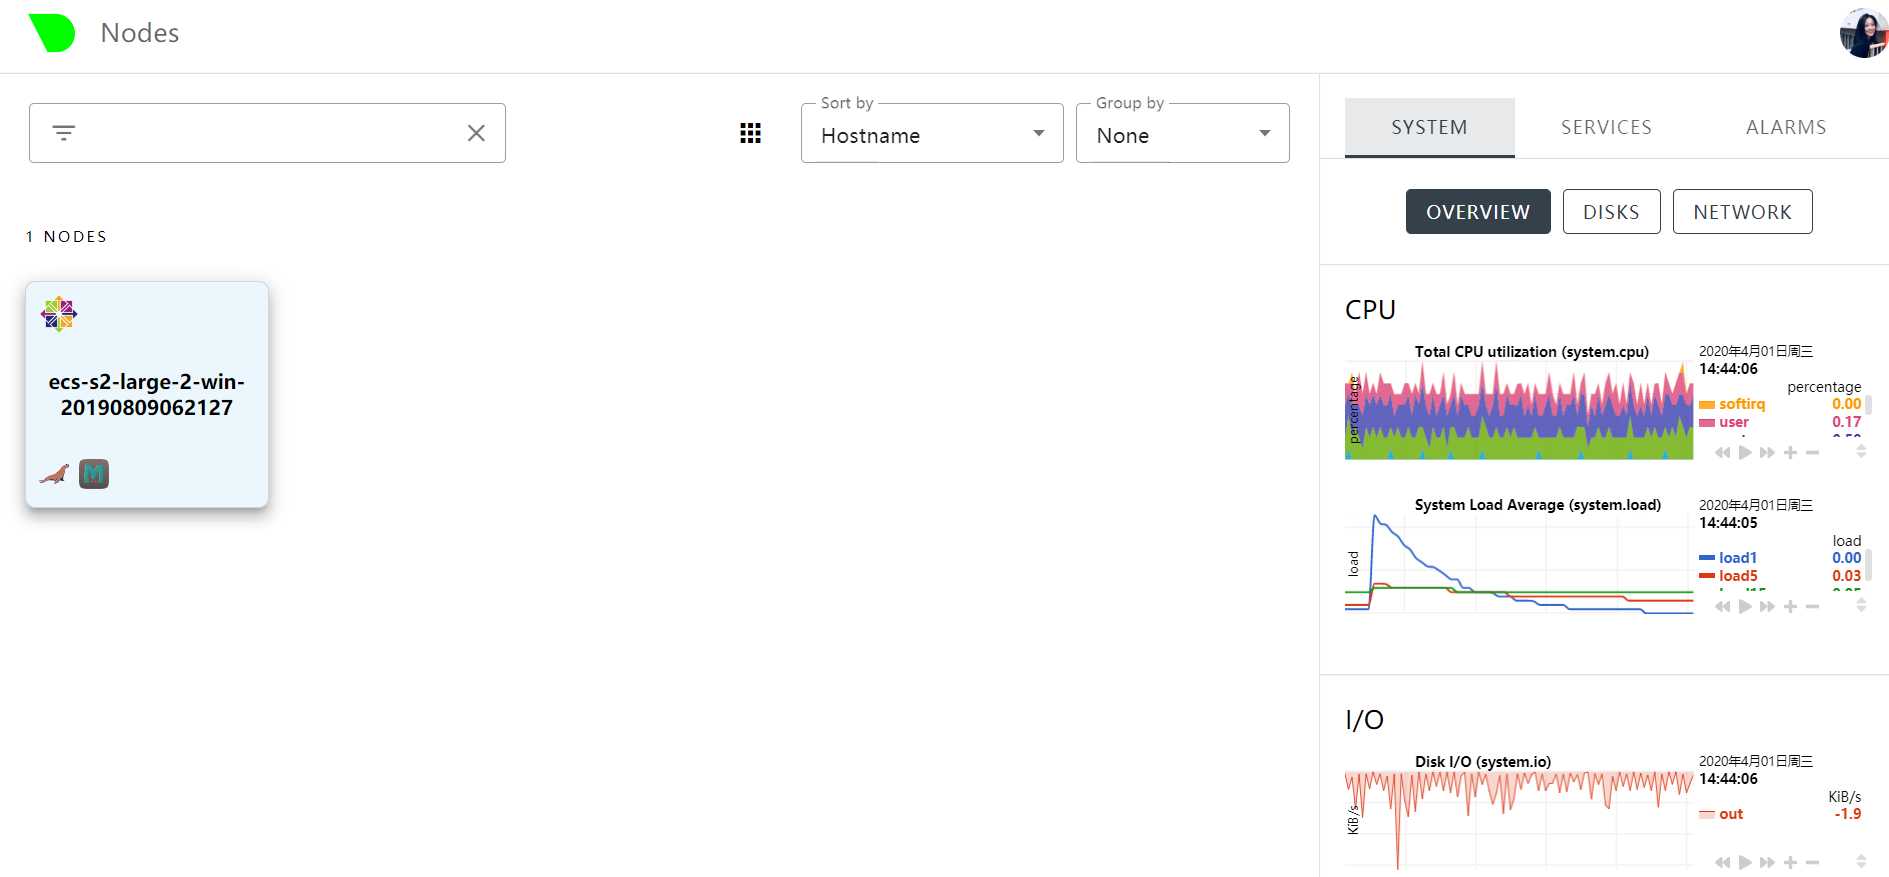 Nodes
Sort by
Hostname
Group by
None
1 NODES
ecs-s2-large-2-win-
20190809062127
SYSTEM
SERVICES
ALARMS
OVERVIEW
DISKS
NETWORK
CPU
Total CPU utilization (system.cpu)
percentage
2020年4月01日周三
14:44:06
percentage
softirq 0.00
user 0.17
System Load Average (system.load)
load
2020年4月01日周三
14:44:05
load
load1 0.00
load5 0.03
I/O
Disk I/O (system.io)
KiB/s
2020年4月01日周三
14:44:06
KiB/s
out -1.9